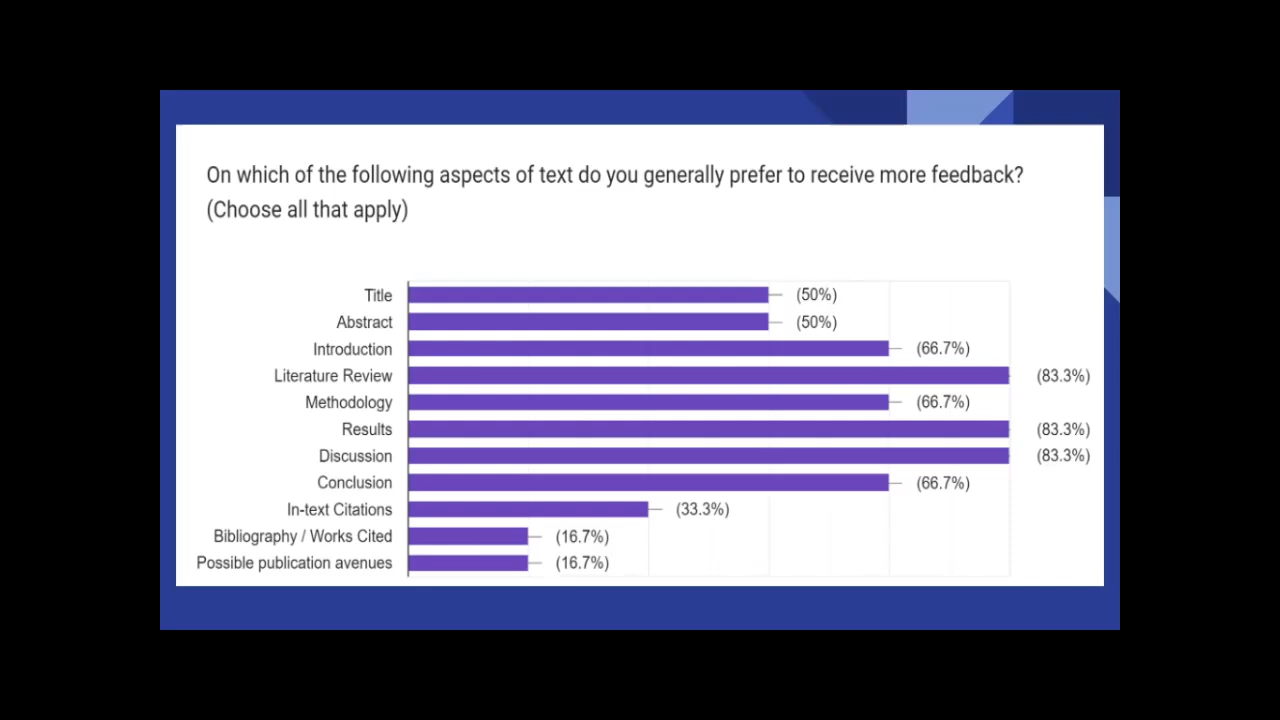 On which of the following aspects of text do you generally prefer to receive more feedback?
(Choose all that apply)
Title (50%)
Abstract (50%)
Introduction (66.7%)
Literature Review (83.3%)
Methodology (66.7%)
Results (83.3%)
Discussion (83.3%)
Conclusion (66.7%)
In-text Citations (33.3%)
Bibliography / Works Cited (16.7%)
Possible publication avenues (16.7%)